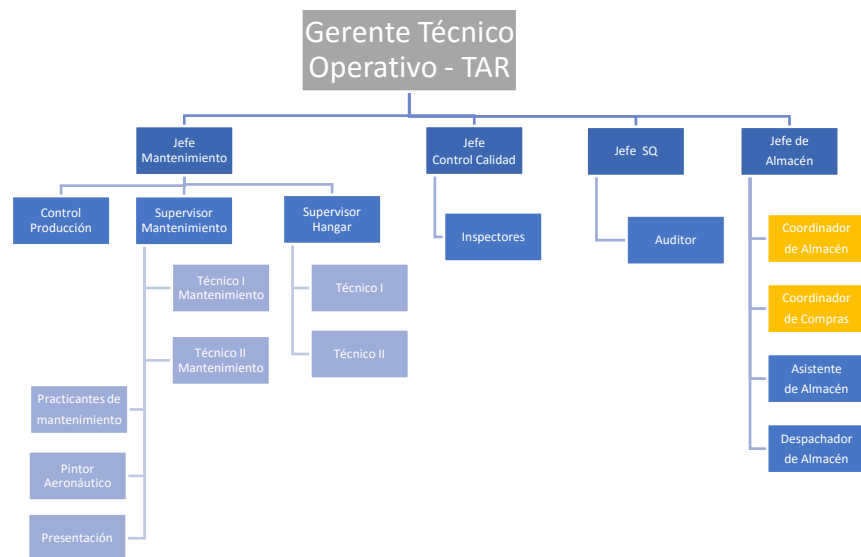 Gerente Técnico
Operativo - TAR
Jefe
Mantenimiento
Jefe
Control Calidad
Jefe SQ
Jefe de
Almacén
Control
Producción
Supervisor
Mantenimiento
Supervisor
Hangar
Inspectores
Auditor
Coordinador
de Almacén
Técnico I
Mantenimiento
Técnico I
Coordinador
de Compras
Técnico II
Mantenimiento
Técnico II
Asistente
de Almacén
Practicantes de
mantenimiento
Despachador
de Almacén
Pintor
Aeronáutico
Presentación